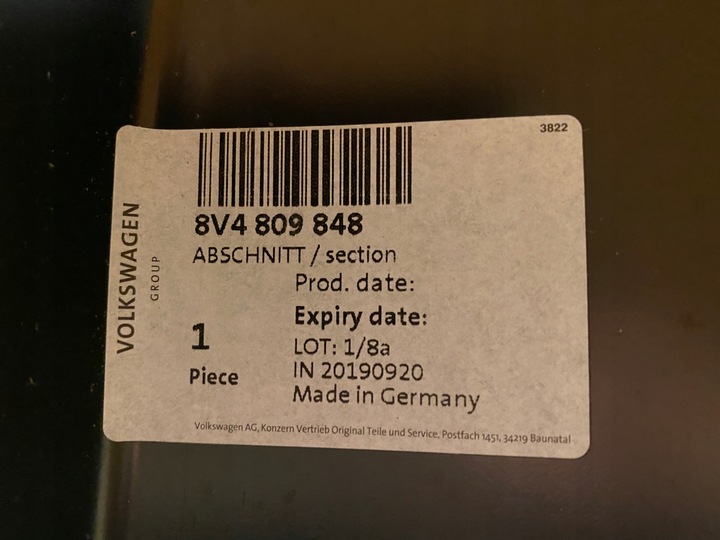 3822
8V4 809 848
ABSCHNITT / section
Prod. date:
Expiry date:
1
Piece
LOT: 1/8a
IN 20190920
Made in Germany
Volkswagen AG, Konzern Vertrieb Original Teile und Service, Postfach 1451, 34219 Baunatal
VOLKSWAGEN
GROUP